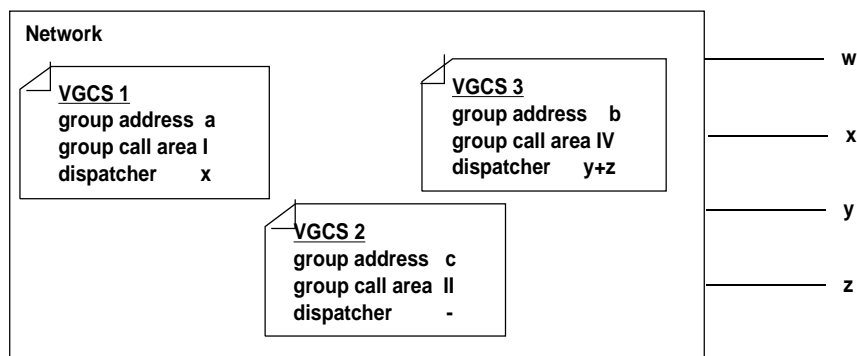 Network
VGCS 1
group address a
group call area I
dispatcher x
VGCS 3
group address b
group call area IV
dispatcher y+z
VGCS 2
group address c
group call area II
dispatcher -
w
x
y
z